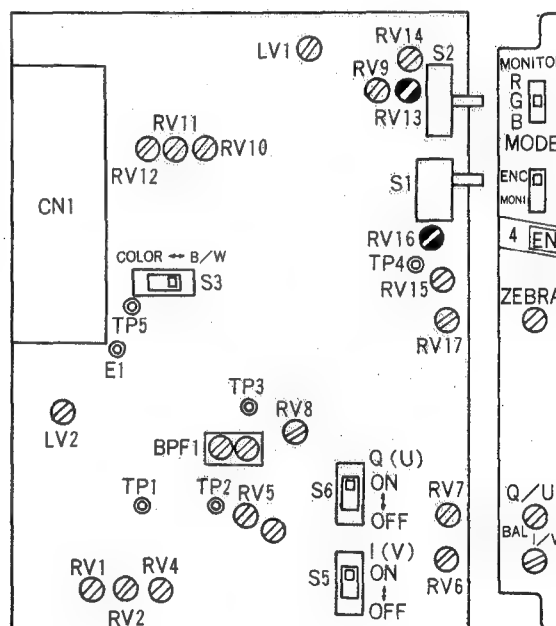 LV1
RV14
S2
RV9
RV13
MONITO
R
G
B
MODE
RV11
RV10
RV12
CN1
S1
ENC
MONI
RV16
4 EN
COLOR ↔ B/W
S3
TP4
RV15
TP5
ZEBRA
RV17
E1
TP3
RV8
LV2
BPF1
Q (U)
ON
OFF
S6
RV7
Q/U
TP1
TP2
RV5
BAL
I/V
I (V)
ON
OFF
S5
RV6
RV1
RV4
RV2